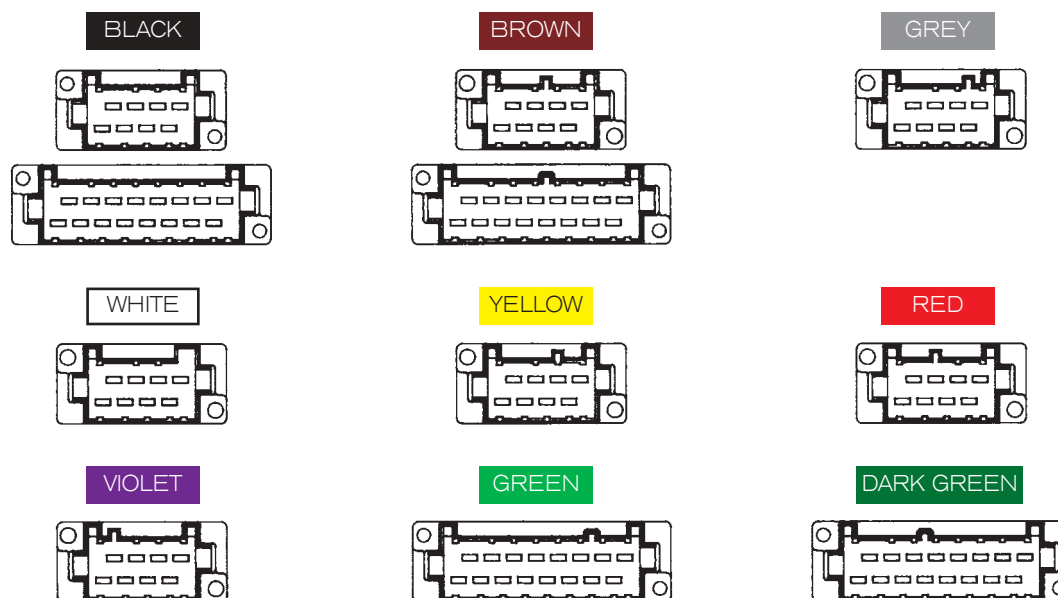 BLACK
BROWN
GREY
WHITE
YELLOW
RED
VIOLET
GREEN
DARK GREEN